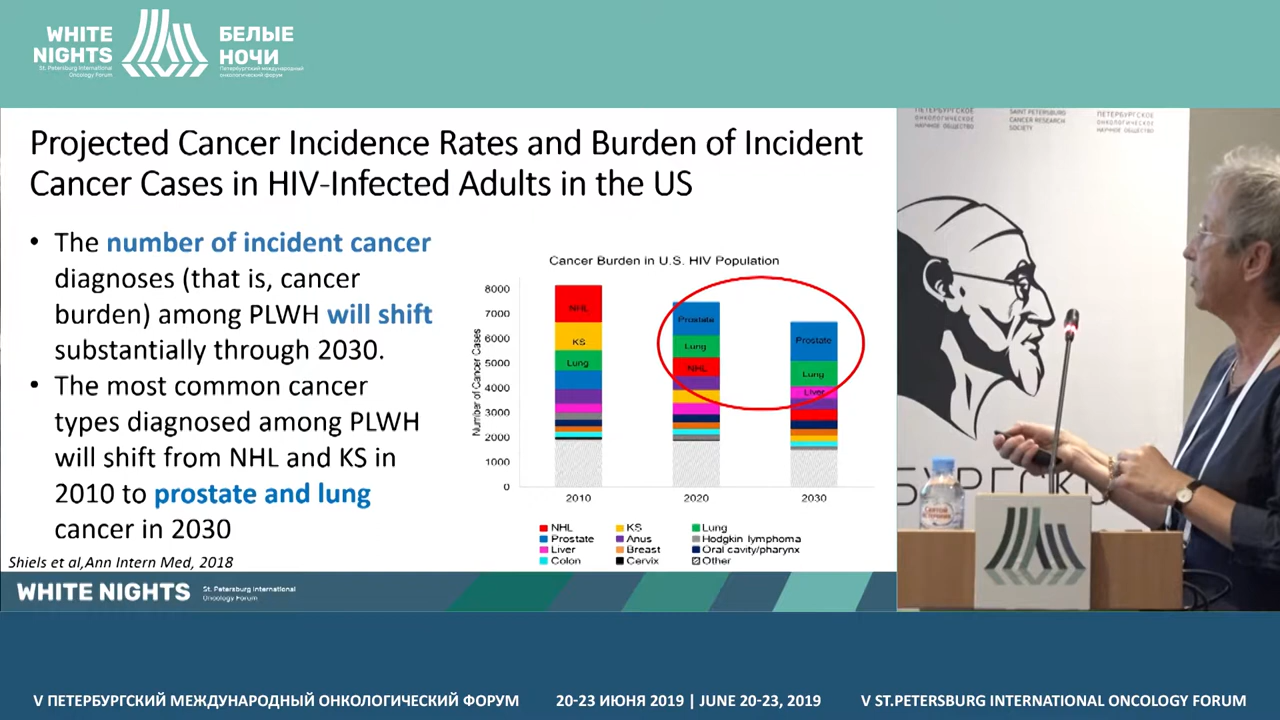 WHITE
NIGHTS
St. Petersburg International
Oncology Forum
БЕЛЫЕ
НОЧИ
Петербургский международный
онкологический форум
Projected Cancer Incidence Rates and Burden of Incident
Cancer Cases in HIV-Infected Adults in the US
• The number of incident cancer
diagnoses (that is, cancer
burden) among PLWH will shift
substantially through 2030.
• The most common cancer
types diagnosed among PLWH
will shift from NHL and KS in
2010 to prostate and lung
cancer in 2030
Shiels et al,Ann Intern Med, 2018
Cancer Burden in U.S. HIV Population
Number of Cancer Cases
8000
7000
6000
5000
4000
3000
2000
1000
0
NHL
KS
Lung
Prostate
Lung
NHL
Prostate
Lung
Liver
2010 2020 2030
NHL KS Lung
Prostate Anus Hodgkin lymphoma
Liver Breast Oral cavity/pharynx
Colon Cervix Other
WHITE NIGHTS
St. Petersburg International
Oncology Forum
ПЕТЕРБУРГСКОЕ
ОНКОЛОГИЧЕСКОЕ
НАУЧНОЕ ОБЩЕСТВО
SAINT PETERSBURG
CANCER RESEARCH
SOCIETY
ПЕТЕРБУРГСКОЕ
ОНКОЛОГИЧЕСКОЕ
НАУЧНОЕ ОБЩЕСТВО
V ПЕТЕРБУРГСКИЙ МЕЖДУНАРОДНЫЙ ОНКОЛОГИЧЕСКИЙ ФОРУМ
20-23 ИЮНЯ 2019 | JUNE 20-23, 2019
V ST.PETERSBURG INTERNATIONAL ONCOLOGY FORUM